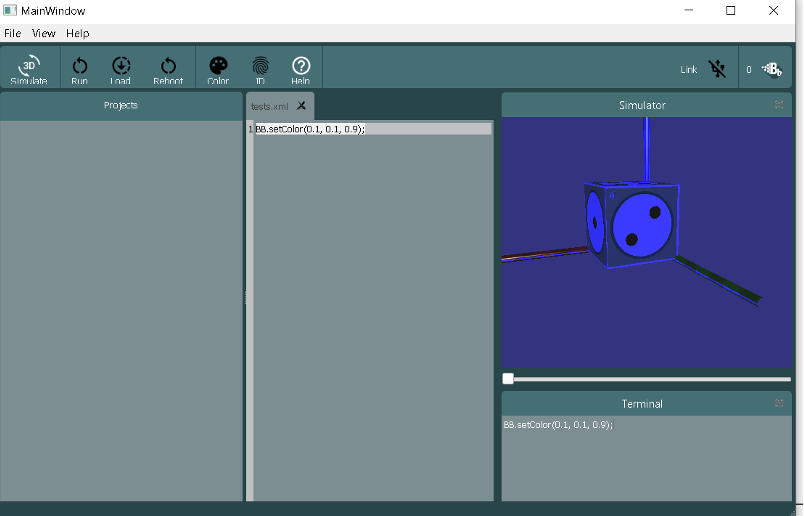 MainWindow
File View Help
3D
Simulate Run Load Reboot Color ID Help Link 0
Projects
tests.xml
1 BB.setColor(0.1, 0.1, 0.9);
Simulator
Terminal
BB.setColor(0.1, 0.1, 0.9);